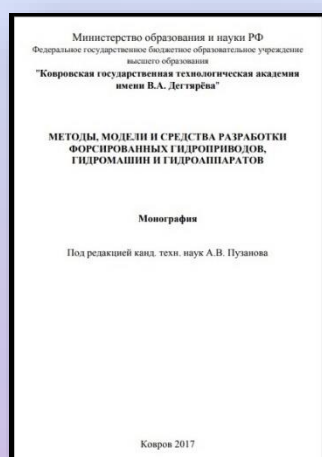 Министерство образования и науки РФ
Федеральное государственное бюджетное образовательное учреждение
высшего образования
"Ковровская государственная технологическая академия
имени В.А. Дегтярёва"
МЕТОДЫ, МОДЕЛИ И СРЕДСТВА РАЗРАБОТКИ
ФОРСИРОВАННЫХ ГИДРОПРИВОДОВ,
ГИДРОМАШИН И ГИДРОАППАРАТОВ
Монография
Под редакцией канд. техн. наук А.В. Пузанова
Ковров 2017